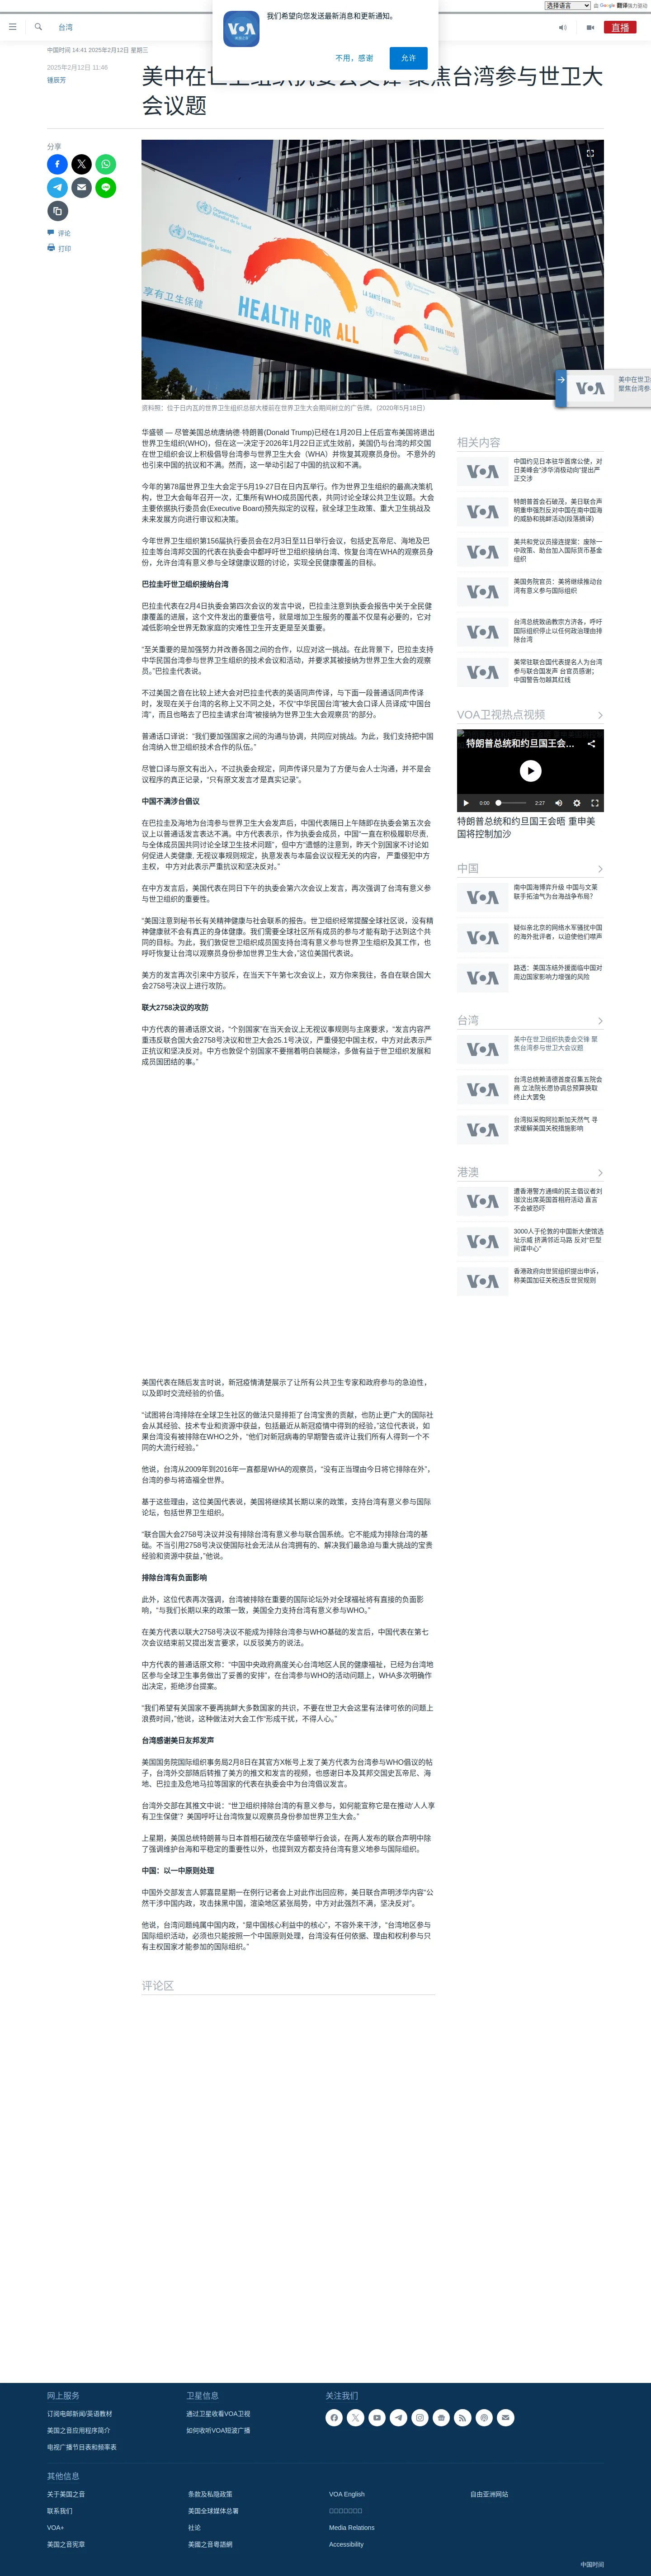 选择语言
由 Google 翻译强力驱动
我们希望向您发送最新消息和更新通知。
VOA
不用，感谢
允许
台湾
直播
中国时间 14:41 2025年2月12日 星期三
2025年2月12日 11:46
锺辰芳
美中在世卫组织执委会交锋 聚焦台湾参与世卫大会议题
分享
评论
打印
HEALTH FOR ALL
享有卫生保健
LA SANTÉ POUR TOUS
SALUD PARA TODOS
资料照：位于日内瓦的世界卫生组织总部大楼前在世界卫生大会期间树立的广告牌。（2020年5月18日）
美中在世卫
聚焦台湾参
华盛顿 — 尽管美国总统唐纳德·特朗普(Donald Trump)已经在1月20日上任后宣布美国将退出世界卫生组织(WHO)，但在这一决定于2026年1月22日正式生效前，美国仍与台湾的邦交国在世卫组织会议上积极倡导台湾参与世界卫生大会（WHA）并恢复其观察员身份。 不意外的也引来中国的抗议和不满。然而，这一举动引起了中国的抗议和不满。
今年的第78届世界卫生大会定于5月19-27日在日内瓦举行。作为世界卫生组织的最高决策机构，世卫大会每年召开一次，汇集所有WHO成员国代表，共同讨论全球公共卫生议题。大会主要依据执行委员会(Executive Board)预先拟定的议程，就全球卫生政策、重大卫生挑战及未来发展方向进行审议和决策。
今年世界卫生组织第156届执行委员会在2月3日至11日举行会议，包括史瓦帝尼、海地及巴拉圭等台湾邦交国的代表在执委会中都呼吁世卫组织接纳台湾、恢复台湾在WHA的观察员身份，允许台湾有意义参与全球健康议题的讨论，实现全民健康覆盖的目标。
巴拉圭吁世卫组织接纳台湾
巴拉圭代表在2月4日执委会第四次会议的发言中说，巴拉圭注意到执委会报告中关于全民健康覆盖的进展，这个文件发出的重要信号，就是增加卫生服务的覆盖不仅是有必要的，它对减低影响全世界无数家庭的灾难性卫生开支更是至关重要。
“至关重要的是加强努力并改善各国之间的合作，以应对这一挑战。在此背景下，巴拉圭支持中华民国台湾参与世界卫生组织的技术会议和活动，并要求其被接纳为世界卫生大会的观察员。”巴拉圭代表说。
不过美国之音在比较上述大会对巴拉圭代表的英语同声传译，与下面一段普通话同声传译时，发现在关于台湾的名称上又不同之处，不仅“中华民国台湾”被大会口译人员译成“中国台湾”，而且也略去了巴拉圭请求台湾“被接纳为世界卫生大会观察员”的部分。
普通话口译说：“我们要加强国家之间的沟通与协调，共同应对挑战。为此，我们支持把中国台湾纳入世卫组织技术合作的队伍。”
尽管口译与原文有出入，不过执委会规定，同声传译只是为了方便与会人士沟通，并不是会议程序的真正记录，“只有原文发言才是真实记录”。
中国不满涉台倡议
在巴拉圭及海地为台湾参与世界卫生大会发声后，中国代表隔日上午随即在执委会第五次会议上以普通话发言表达不满。中方代表表示，作为执委会成员，中国“一直在积极履职尽责，与全体成员国共同讨论全球卫生技术问题”，但中方“遗憾的注意到，昨天个别国家不讨论如何促进人类健康, 无视议事规则规定，执意发表与本届会议议程无关的内容， 严重侵犯中方主权， 中方对此表示严重抗议和坚决反对。”
在中方发言后，美国代表在同日下午的执委会第六次会议上发言，再次强调了台湾有意义参与世卫组织的重要性。
“美国注意到秘书长有关精神健康与社会联系的报告。世卫组织经常提醒全球社区说，没有精神健康就不会有真正的身体健康。我们需要全球社区所有成员的参与才能有助于达到这个共同的目标。为此，我们敦促世卫组织成员国支持台湾有意义参与世界卫生组织及其工作，也呼吁恢复让台湾以观察员身份参加世界卫生大会,”这位美国代表说。
美方的发言再次引来中方驳斥，在当天下午第七次会议上，双方你来我往，各自在联合国大会2758号决议上进行攻防。
联大2758决议的攻防
中方代表的普通话原文说，“个别国家”在当天会议上无视议事规则与主席要求，“发言内容严重违反联合国大会2758号决议和世卫大会25.1号决议，严重侵犯中国主权，中方对此表示严正抗议和坚决反对。中方也敦促个别国家不要揣着明白装糊涂，多做有益于世卫组织发展和成员国团结的事。”
美国代表在随后发言时说，新冠疫情清楚展示了让所有公共卫生专家和政府参与的急迫性，以及即时交流经验的价值。
“试图将台湾排除在全球卫生社区的做法只是排拒了台湾宝贵的贡献，也防止更广大的国际社会从其经验、技术专业和资源中获益，包括最近从新冠疫情中得到的经验，”这位代表说，如果台湾没有被排除在WHO之外，“他们对新冠病毒的早期警告或许让我们所有人得到一个不同的大流行经验。”
他说，台湾从2009年到2016年一直都是WHA的观察员，“没有正当理由今日将它排除在外”，台湾的参与将造福全世界。
基于这些理由，这位美国代表说，美国将继续其长期以来的政策，支持台湾有意义参与国际论坛，包括世界卫生组织。
“联合国大会2758号决议并没有排除台湾有意义参与联合国系统。它不能成为排除台湾的基础。不当引用2758号决议使国际社会无法从台湾拥有的、解决我们最急迫与重大挑战的宝贵经验和资源中获益，”他说。
排除台湾有负面影响
此外，这位代表再次强调，台湾被排除在重要的国际论坛外对全球福祉将有直接的负面影响，“与我们长期以来的政策一致，美国全力支持台湾有意义参与WHO。”
在美方代表以联大2758号决议不能成为排除台湾参与WHO基础的发言后，中国代表在第七次会议结束前又提出发言要求，以反驳美方的说法。
中方代表的普通话原文称：“中国中央政府高度关心台湾地区人民的健康福祉，已经为台湾地区参与全球卫生事务做出了妥善的安排”，在台湾参与WHO的活动问题上，WHA多次明确作出决定，拒绝涉台提案。
“我们希望有关国家不要再挑衅大多数国家的共识，不要在世卫大会这里有法律可依的问题上浪费时间，”他说，这种做法对大会工作“形成干扰，不得人心。”
台湾感谢美日友邦发声
美国国务院国际组织事务局2月8日在其官方X帐号上发了美方代表为台湾参与WHO倡议的帖子，台湾外交部随后转推了美方的推文和发言的视频，也感谢日本及其邦交国史瓦帝尼、海地、巴拉圭及危地马拉等国家的代表在执委会中为台湾倡议发言。
台湾外交部在其推文中说：“世卫组织排除台湾的有意义参与，如何能宣称它是在推动‘人人享有卫生保健’？美国呼吁让台湾恢复以观察员身份参加世界卫生大会。”
上星期，美国总统特朗普与日本首相石破茂在华盛顿举行会谈，在两人发布的联合声明中除了强调维护台海和平稳定的重要性以外，也提到双方都支持台湾有意义地参与国际组织。
中国：以一中原则处理
中国外交部发言人郭嘉昆星期一在例行记者会上对此作出回应称，美日联合声明涉华内容“公然干涉中国内政，攻击抹黑中国，渲染地区紧张局势，中方对此强烈不满，坚决反对”。
他说，台湾问题纯属中国内政，“是中国核心利益中的核心”，不容外来干涉，“台湾地区参与国际组织活动，必须也只能按照一个中国原则处理，台湾没有任何依据、理由和权利参与只有主权国家才能参加的国际组织。”
评论区
相关内容
中国约见日本驻华首席公使，对日美峰会“涉华消极动向”提出严正交涉
特朗普首会石破茂，美日联合声明重申强烈反对中国在南中国海的威胁和挑衅活动(段落摘译)
美共和党议员接连提案：废除一中政策、助台加入国际货币基金组织
美国务院官员：美将继续推动台湾有意义参与国际组织
台湾总统致函教宗方济各，呼吁国际组织停止以任何政治理由排除台湾
美常驻联合国代表提名人为台湾参与联合国发声 台官员感谢；中国警告勿越其红线
VOA卫视热点视频
特朗普总统和约旦国王会…
0:00
2:27
特朗普总统和约旦国王会晤 重申美国将控制加沙
中国
南中国海博弈升级 中国与文莱联手拓油气为台海战争布局？
疑似亲北京的网络水军骚扰中国的海外批评者，以迫使他们噤声
路透：美国冻结外援面临中国对周边国家影响力增强的风险
台湾
美中在世卫组织执委会交锋 聚焦台湾参与世卫大会议题
台湾总统赖清德首度召集五院会商 立法院长愿协调总预算换取终止大罢免
台湾拟采购阿拉斯加天然气 寻求缓解美国关税措施影响
港澳
遭香港警方通缉的民主倡议者刘珈汶出席英国首相府活动 直言不会被恐吓
3000人于伦敦的中国新大使馆选址示威 挤满邻近马路 反对“巨型间谍中心”
香港政府向世贸组织提出申诉，称美国加征关税违反世贸规则
网上服务
订阅电邮新闻/英语教材
美国之音应用程序简介
电视广播节目表和频率表
卫星信息
通过卫星收看VOA卫视
如何收听VOA短波广播
关注我们
其他信息
关于美国之音
联系我们
VOA+
美国之音宪章
条款及私隐政策
美国全球媒体总署
社论
美國之音粵語網
VOA English
Media Relations
Accessibility
自由亚洲网站
中国时间